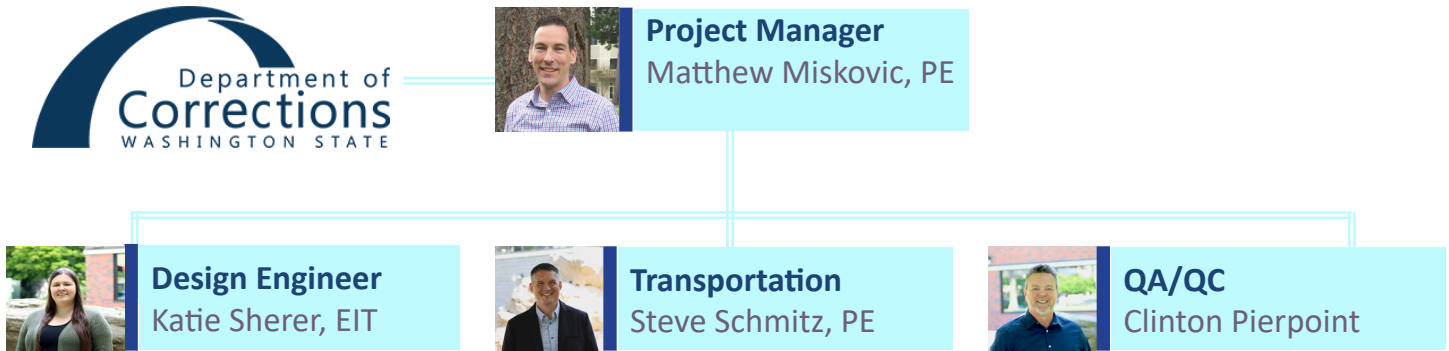 Department of
Corrections
WASHINGTON STATE
Project Manager
Matthew Miskovic, PE
Design Engineer
Katie Sherer, EIT
Transportation
Steve Schmitz, PE
QA/QC
Clinton Pierpoint